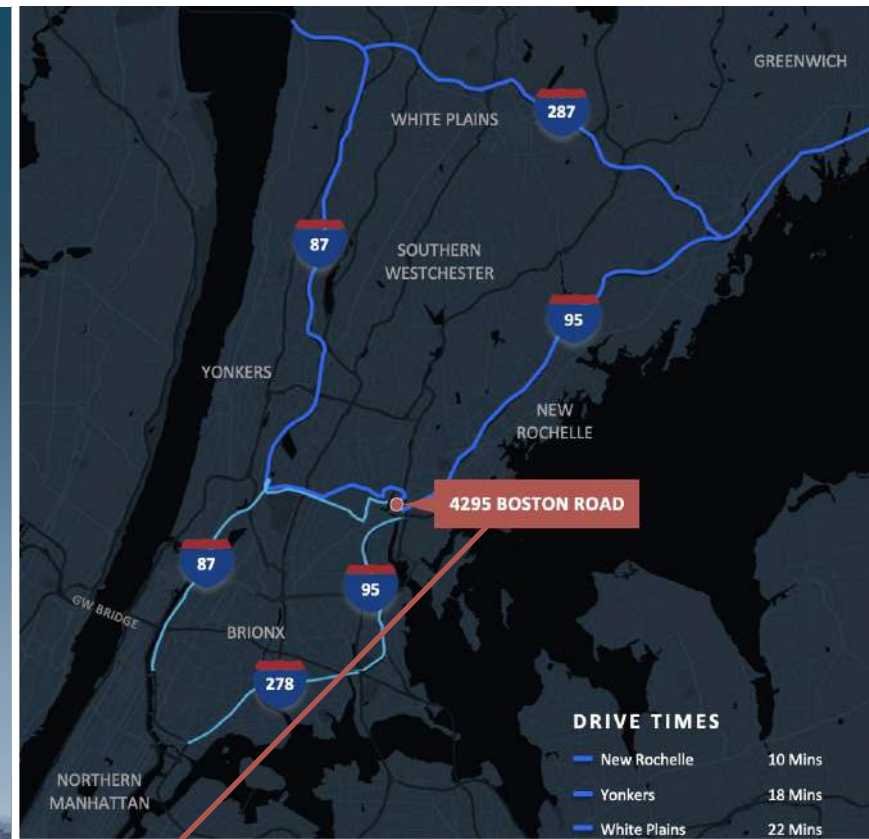 GREENWICH
287
WHITE PLAINS
87
SOUTHERN
WESTCHESTER
95
YONKERS
NEW
ROCHELLE
4295 BOSTON ROAD
87
95
GW BRIDGE
BRIONX
278
DRIVE TIMES
New Rochelle 10 Mins
NORTHERN
MANHATTAN
Yonkers 18 Mins
White Plains 22 Mins